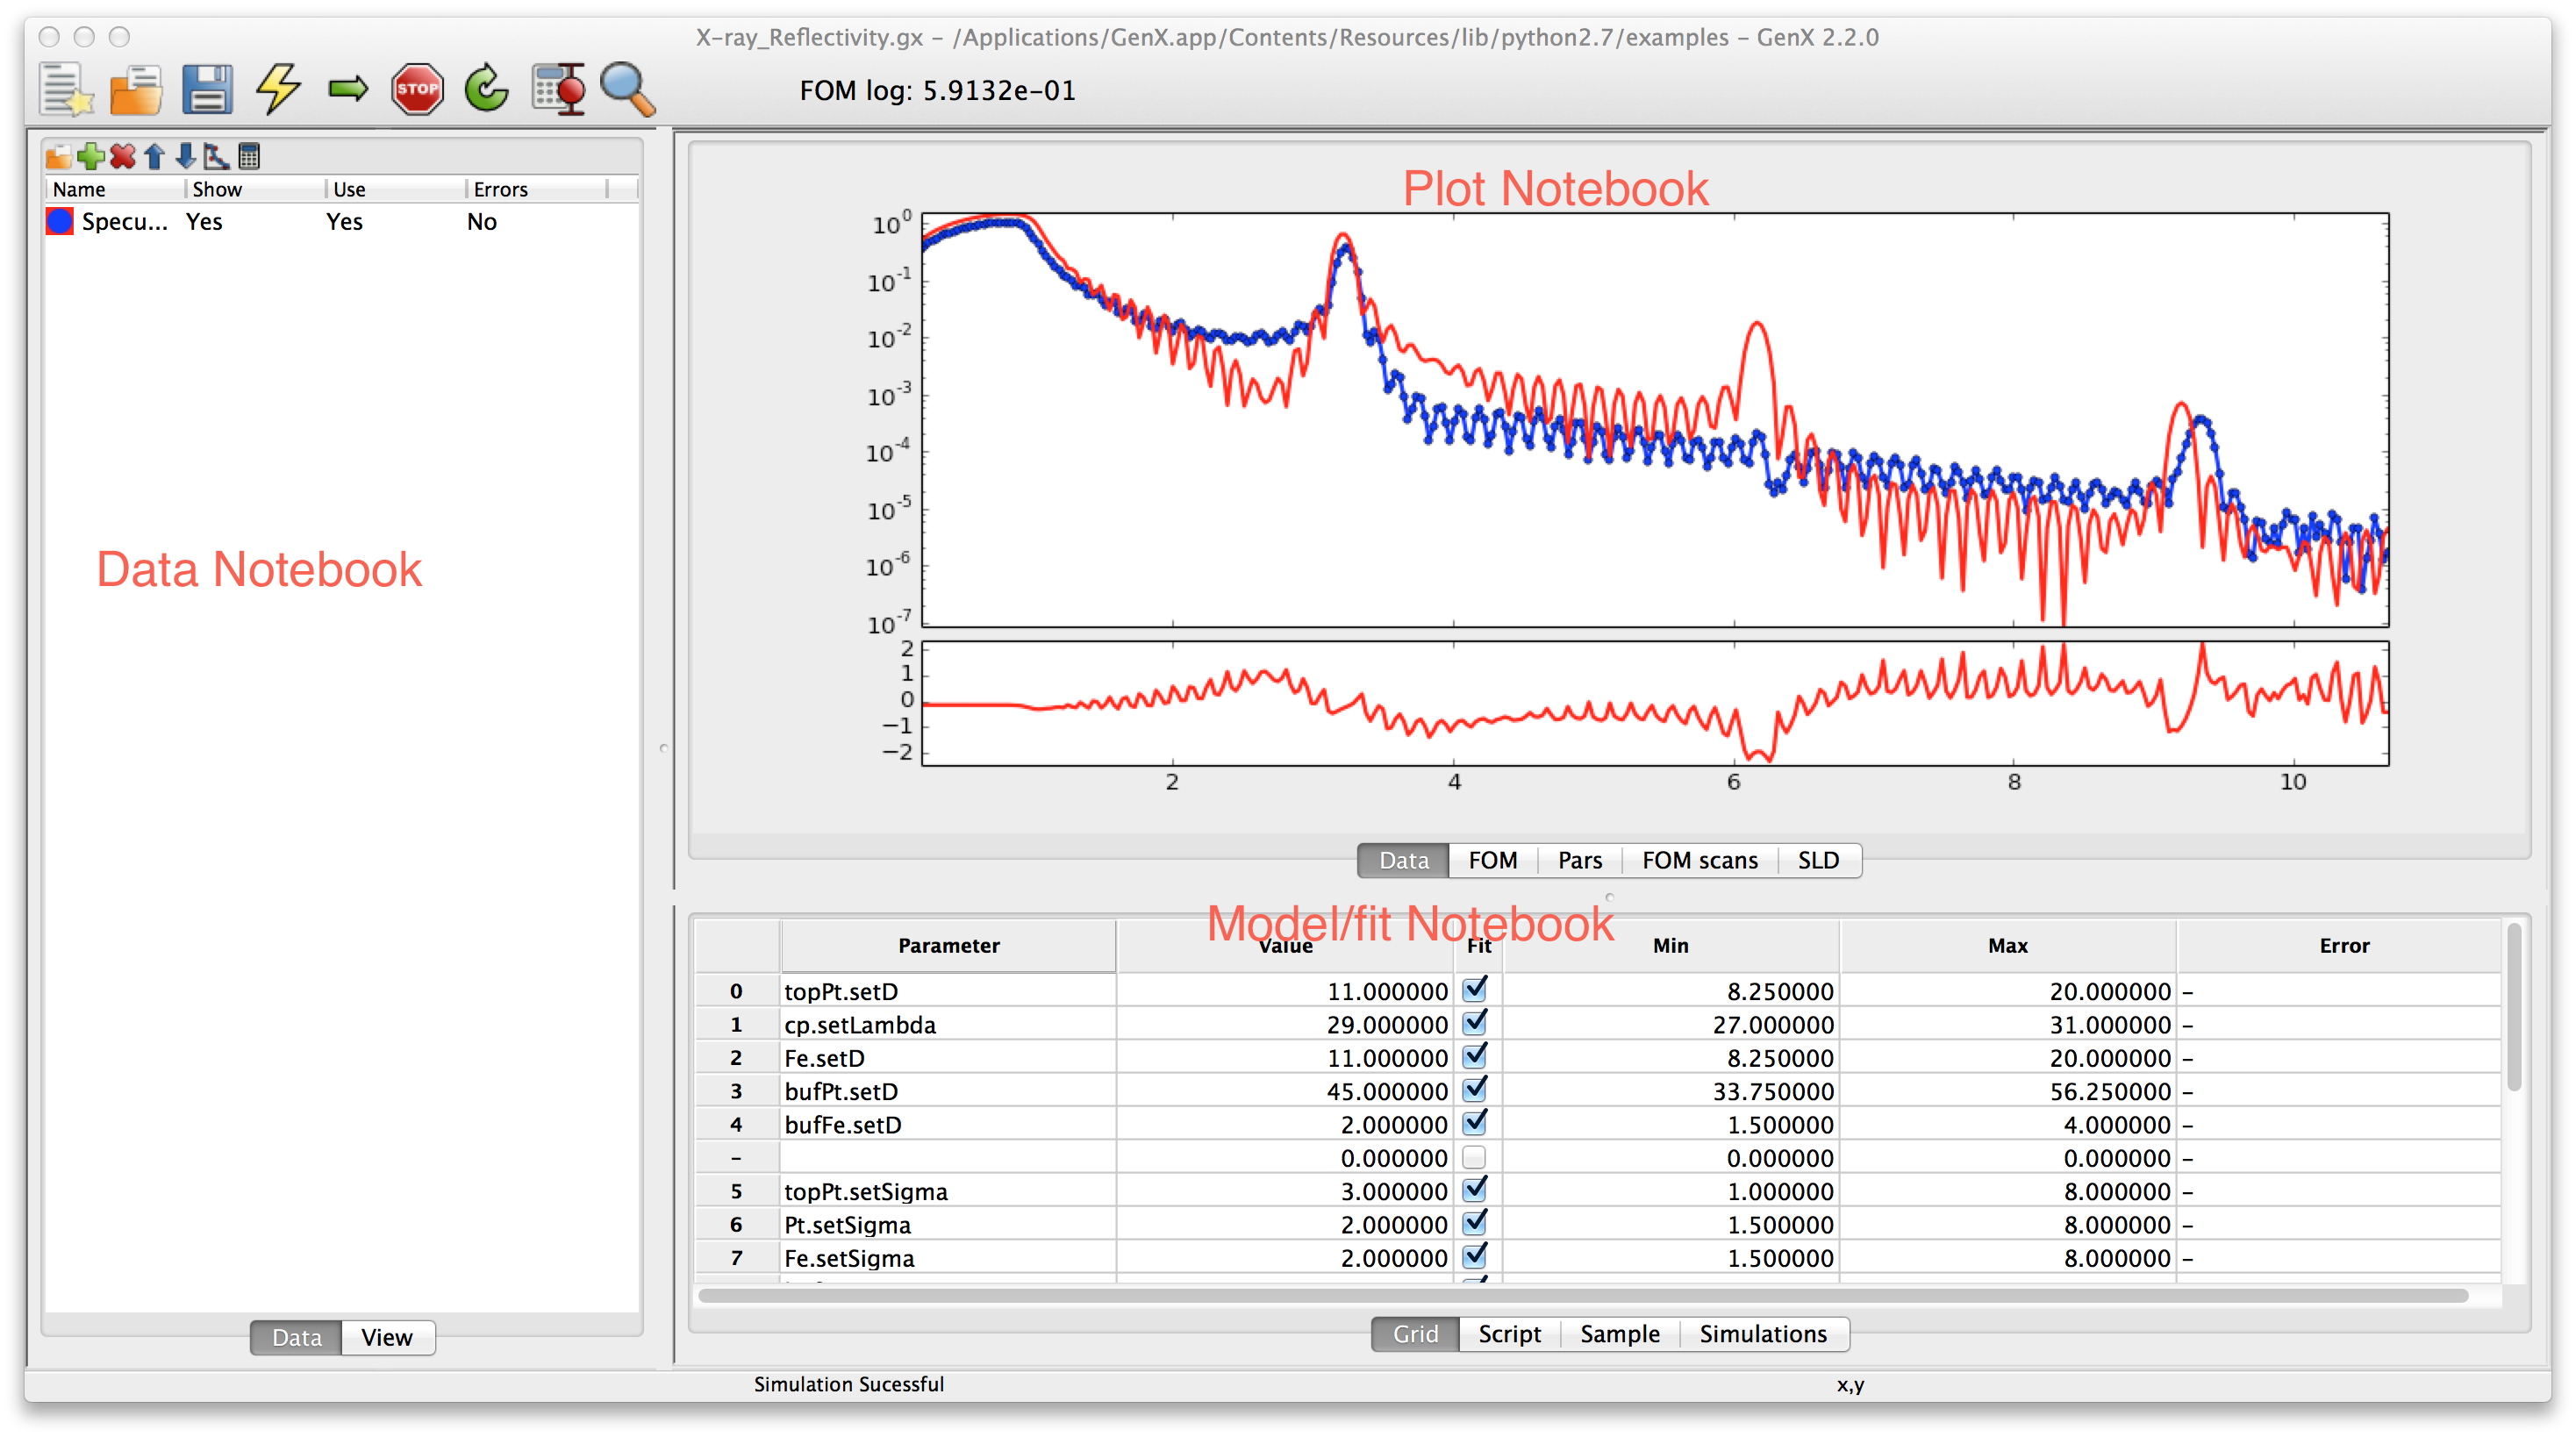 X-ray_Reflectivity.gx – /Applications/GenX.app/Contents/Resources/lib/python2.7/examples – GenX 2.2.0
STOP
FOM log: 5.9132e-01
Name Show Use Errors
Specu... Yes Yes No
Data Notebook
Data View
Plot Notebook
10^0
10^-1
10^-2
10^-3
10^-4
10^-5
10^-6
10^-7
2
1
0
−1
−2
2 4 6 8 10
Data FOM Pars FOM scans SLD
Model/fit Notebook
Parameter Value Fit Min Max Error
0 topPt.setD 11.000000 8.250000 20.000000 –
1 cp.setLambda 29.000000 27.000000 31.000000 –
2 Fe.setD 11.000000 8.250000 20.000000 –
3 bufPt.setD 45.000000 33.750000 56.250000 –
4 bufFe.setD 2.000000 1.500000 4.000000 –
– 0.000000 0.000000 0.000000 –
5 topPt.setSigma 3.000000 1.000000 8.000000 –
6 Pt.setSigma 2.000000 1.500000 8.000000 –
7 Fe.setSigma 2.000000 1.500000 8.000000 –
Grid Script Sample Simulations
Simulation Sucessful x,y